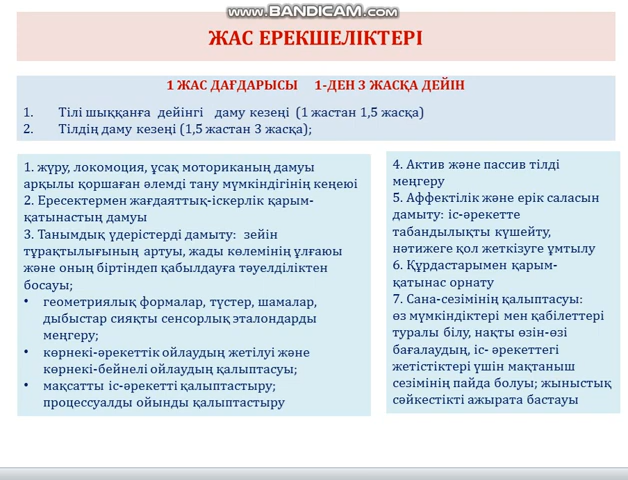 www.BANDICAM.com
ЖАС ЕРЕКШЕЛІКТЕРІ
1 ЖАС ДАҒДАРЫСЫ 1-ДЕН 3 ЖАСҚА ДЕЙІН
1. Тілі шыққанға дейінгі даму кезеңі (1 жастан 1,5 жасқа)
2. Тілдің даму кезеңі (1,5 жастан 3 жасқа);
1. жүру, локомоция, ұсақ моториканың дамуы
арқылы қоршаған әлемді тану мүмкіндігінің кеңеюі
2. Ересектермен жағдаяттық-іскерлік қарым-
қатынастың дамуы
3. Танымдық үдерістерді дамыту: зейін
тұрақтылығының артуы, жады көлемінің ұлғаюы
және оның біртіндеп қабылдауға тәуелділіктен
босауы;
• геометриялық формалар, түстер, шамалар,
дыбыстар сияқты сенсорлық эталондарды
меңгеру;
• көрнекі-әрекеттік ойлаудың жетілуі және
көрнекі-бейнелі ойлаудың қалыптасуы;
• мақсатты іс-әрекетті қалыптастыру;
процессуалды ойынды қалыптастыру
4. Актив және пассив тілді
меңгеру
5. Аффектілік және ерік саласын
дамыту: іс-әрекетте
табандылықты күшейту,
нәтижеге қол жеткізуге ұмтылу
6. Құрдастарымен қарым-
қатынас орнату
7. Сана-сезімінің қалыптасуы:
өз мүмкіндіктері мен қабілеттері
туралы білу, нақты өзін-өзі
бағалаудың, іс- әрекеттегі
жетістіктері үшін мақтаныш
сезімінің пайда болуы; жыныстық
сәйкестікті ажырата бастауы